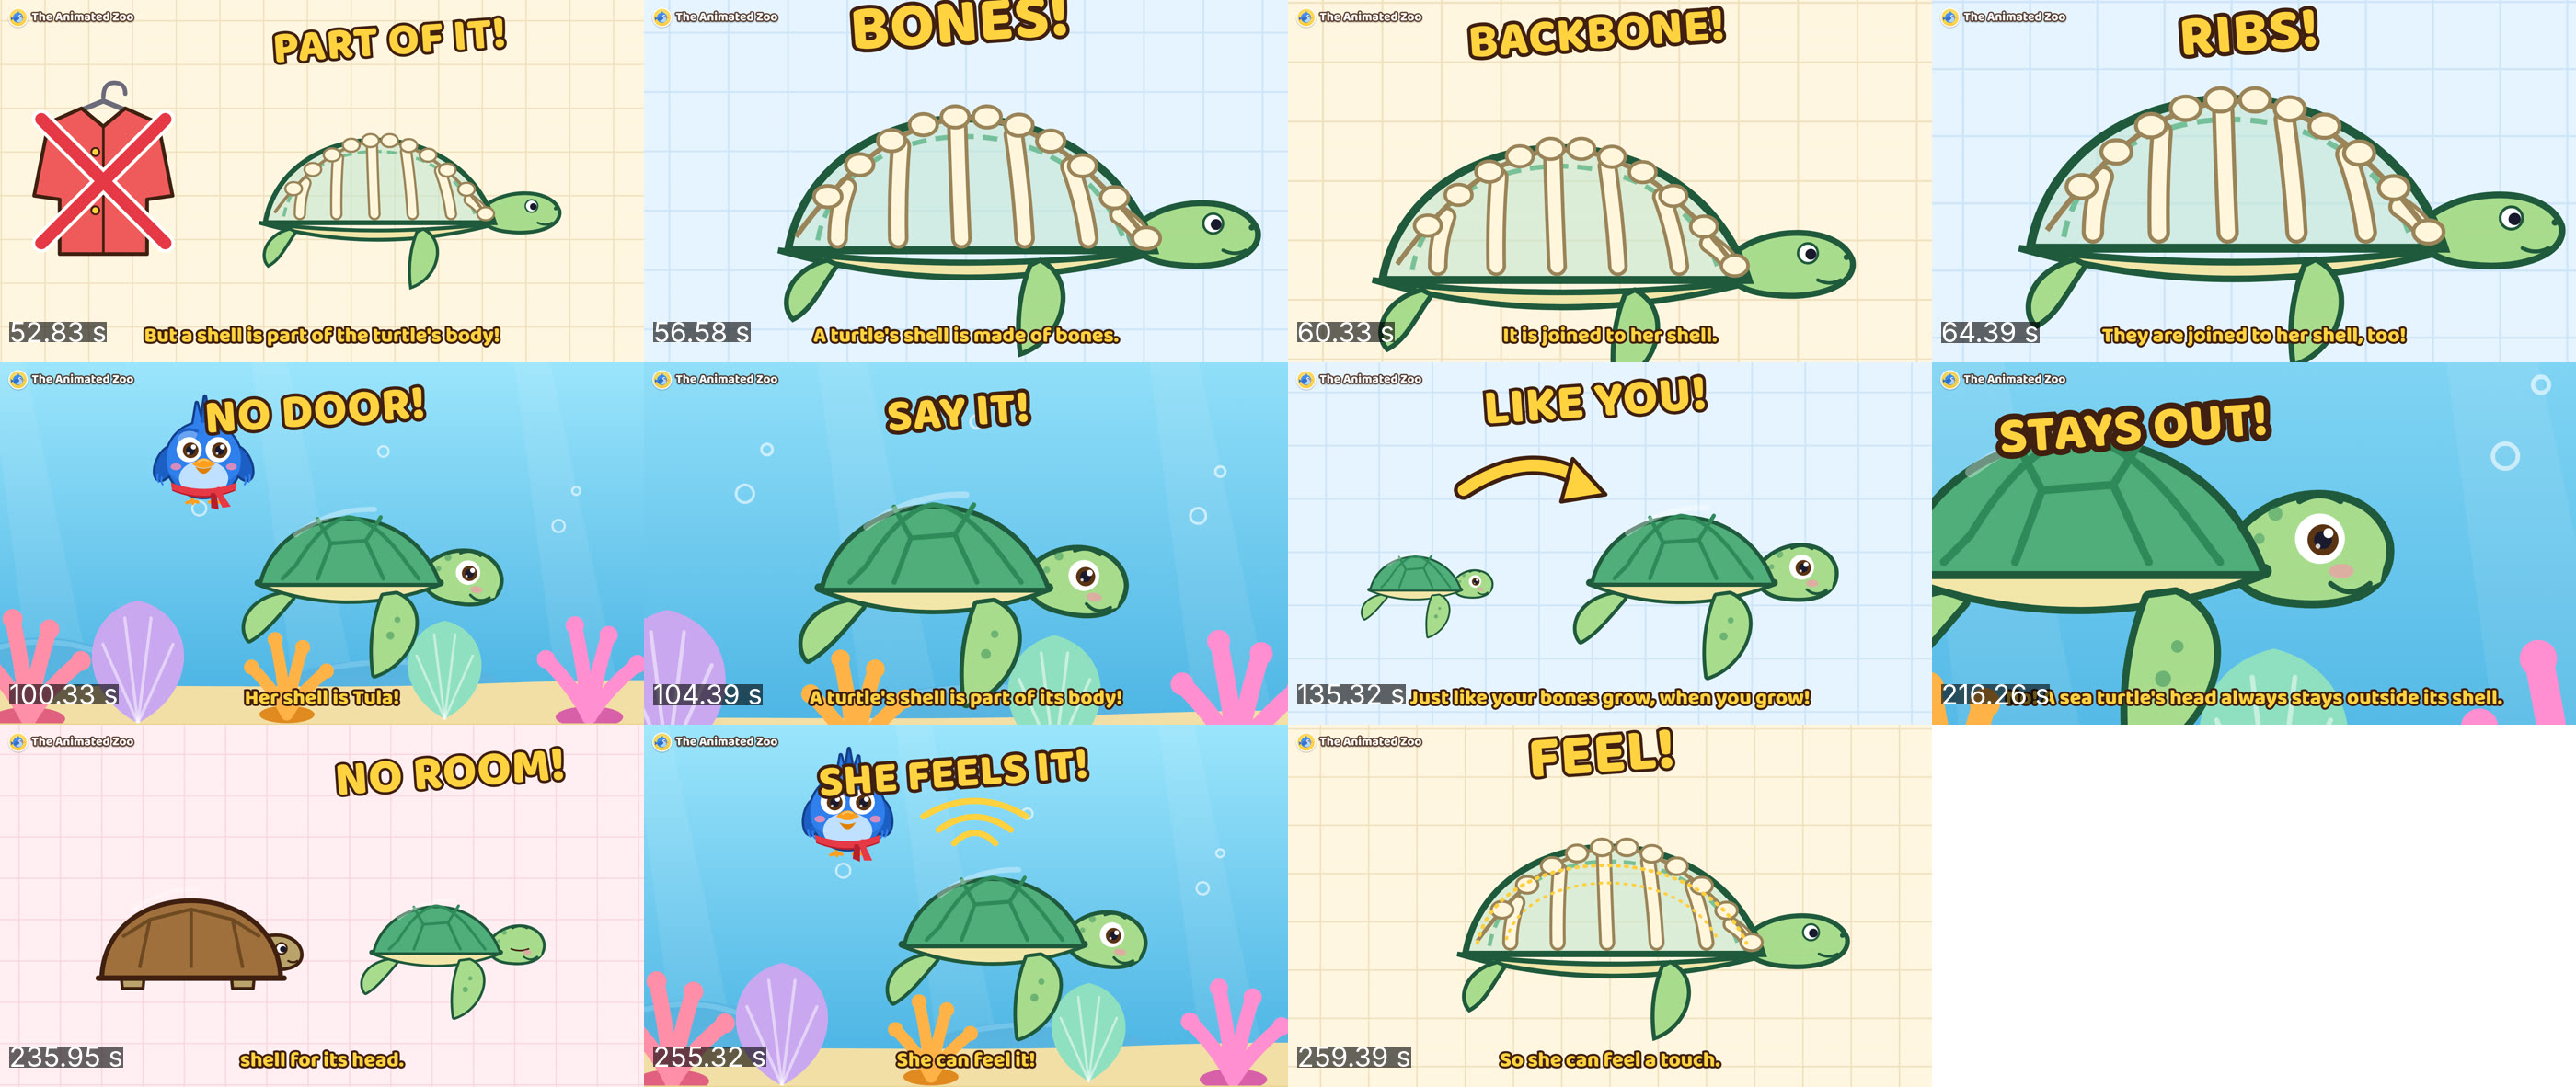 The Animated Zoo
PART OF IT!
52.83 s
But a shell is part of the turtle's body!
The Animated Zoo
BONES!
56.58 s
A turtle's shell is made of bones.
The Animated Zoo
BACKBONE!
60.33 s
It is joined to her shell.
The Animated Zoo
RIBS!
64.39 s
They are joined to her shell, too!
The Animated Zoo
NO DOOR!
100.33 s
Her shell is Tula!
The Animated Zoo
SAY IT!
104.39 s
A turtle's shell is part of its body!
The Animated Zoo
LIKE YOU!
135.32 s
Just like your bones grow, when you grow!
The Animated Zoo
STAYS OUT!
216.26 s
A sea turtle's head always stays outside its shell.
The Animated Zoo
NO ROOM!
235.95 s
shell for its head.
The Animated Zoo
SHE FEELS IT!
255.32 s
She can feel it!
The Animated Zoo
FEEL!
259.39 s
So she can feel a touch.